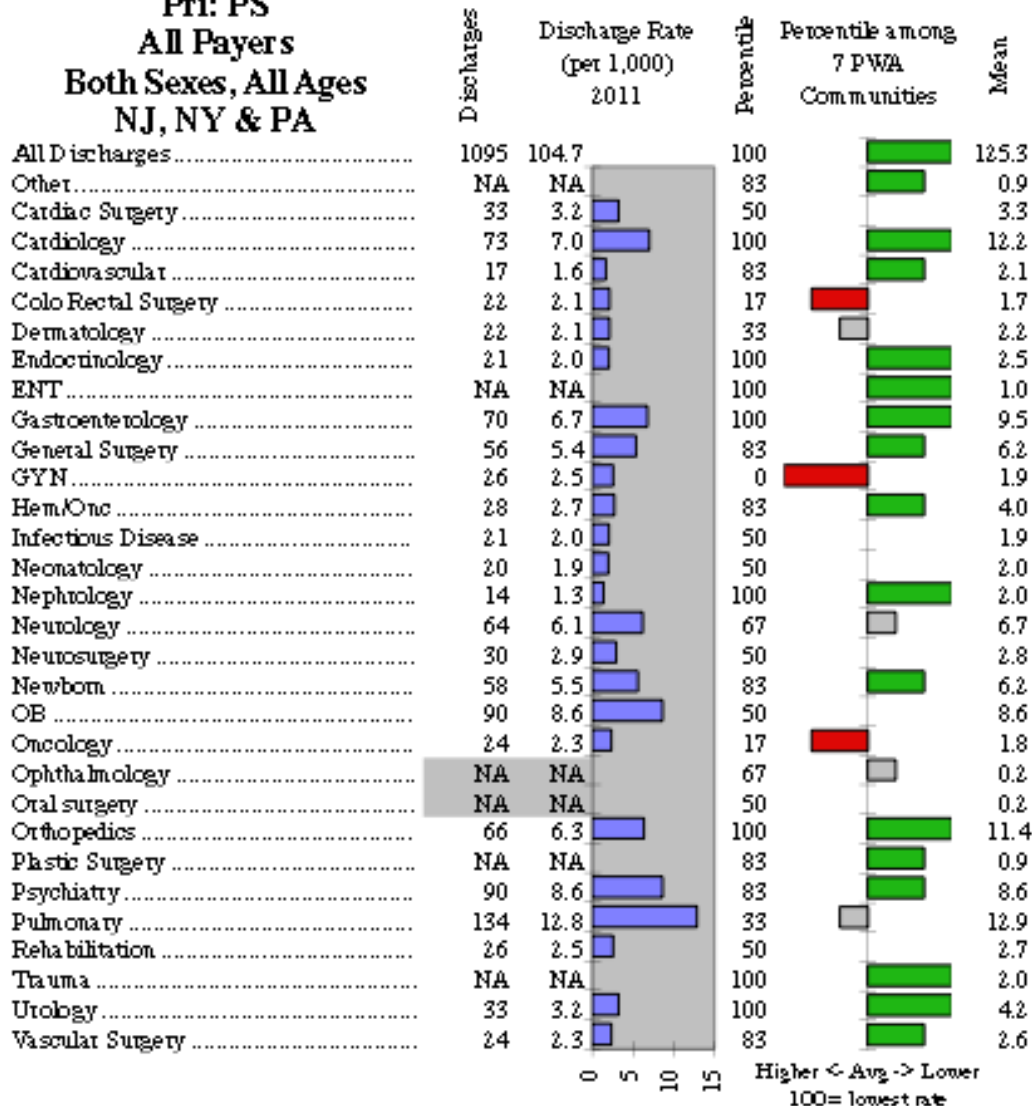 Pri: PS
All Payers
Both Sexes, All Ages
NJ, NY & PA
Discharges
Discharge Rate
(per 1,000)
2011
Percentile
Percentile among
7 PWA
Communities
Mean
All Discharges 1095 104.7 100 125.3
Other NA NA 83 0.9
Cardiac Surgery 33 3.2 50 3.3
Cardiology 73 7.0 100 12.2
Cardiovascular 17 1.6 83 2.1
Colo Rectal Surgery 22 2.1 17 1.7
Dermatology 22 2.1 33 2.2
Endocrinology 21 2.0 100 2.5
ENT NA NA 100 1.0
Gastroenterology 70 6.7 100 9.5
General Surgery 56 5.4 83 6.2
GYN 26 2.5 0 1.9
Hem/Onc 28 2.7 83 4.0
Infectious Disease 21 2.0 50 1.9
Neonatology 20 1.9 50 2.0
Nephrology 14 1.3 100 2.0
Neurology 64 6.1 67 6.7
Neurosurgery 30 2.9 50 2.8
Newborn 58 5.5 83 6.2
OB 90 8.6 50 8.6
Oncology 24 2.3 17 1.8
Ophthalmology NA NA 67 0.2
Oral surgery NA NA 50 0.2
Orthopedics 66 6.3 100 11.4
Plastic Surgery NA NA 83 0.9
Psychiatry 90 8.6 83 8.6
Pulmonary 134 12.8 33 12.9
Rehabilitation 26 2.5 50 2.7
Trauma NA NA 100 2.0
Urology 33 3.2 100 4.2
Vascular Surgery 24 2.3 83 2.6
0 5 10 15
Higher <- Avg -> Lower
100= lowest rate